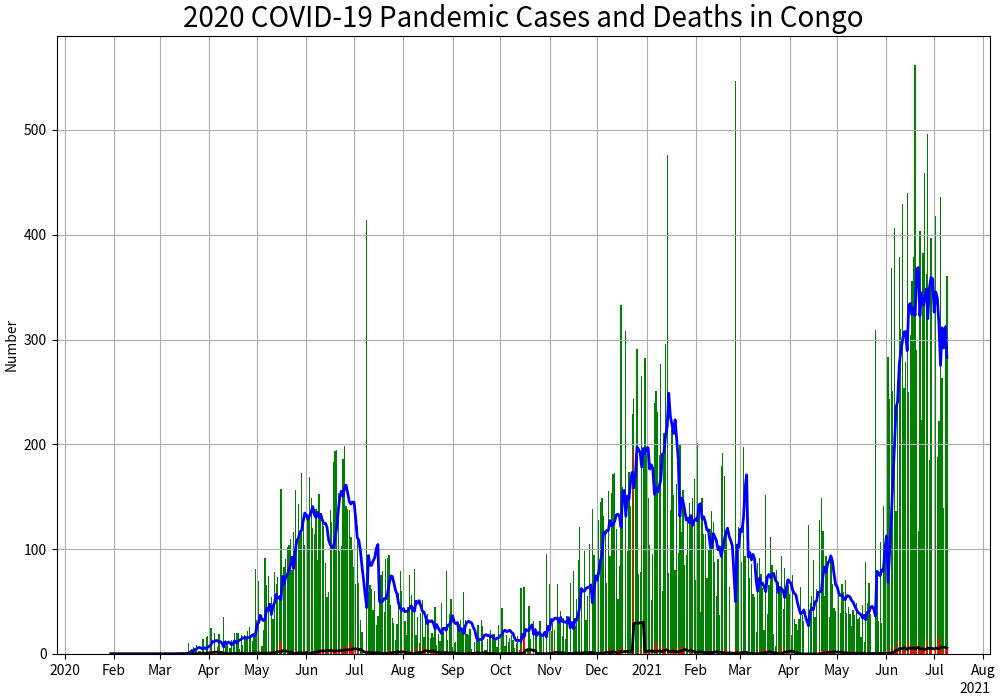 2020 COVID-19 Pandemic Cases and Deaths in Congo
Number
500
400
300
200
100
0
2020 Feb Mar Apr May Jun Jul Aug Sep Oct Nov Dec 2021 Feb Mar Apr May Jun Jul Aug
2021